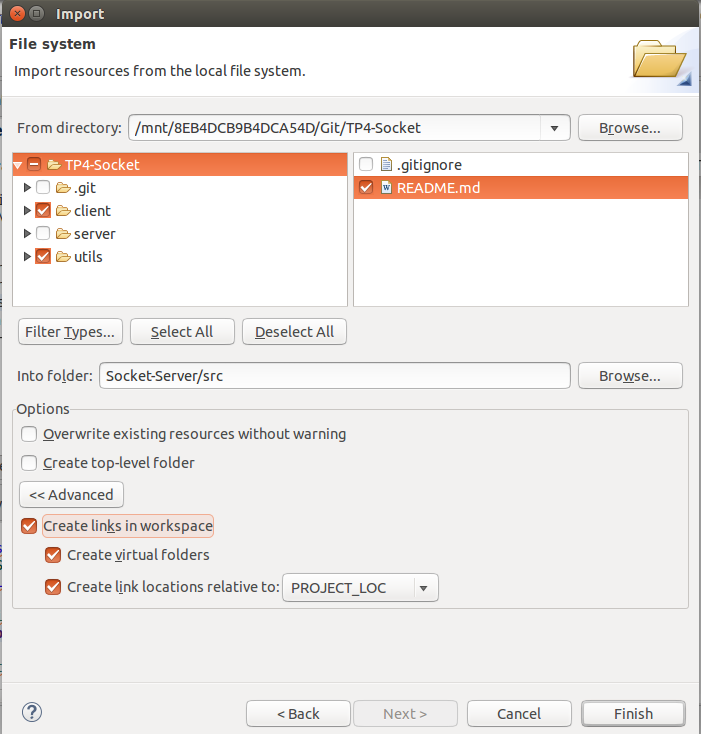 Import
File system
Import resources from the local file system.
From directory: /mnt/8EB4DCB9B4DCA54D/Git/TP4-Socket Browse...
TP4-Socket
.git
client
server
utils
.gitignore
README.md
Filter Types... Select All Deselect All
Into folder: Socket-Server/src Browse...
Options
Overwrite existing resources without warning
Create top-level folder
<< Advanced
Create links in workspace
Create virtual folders
Create link locations relative to: PROJECT_LOC
? < Back Next > Cancel Finish